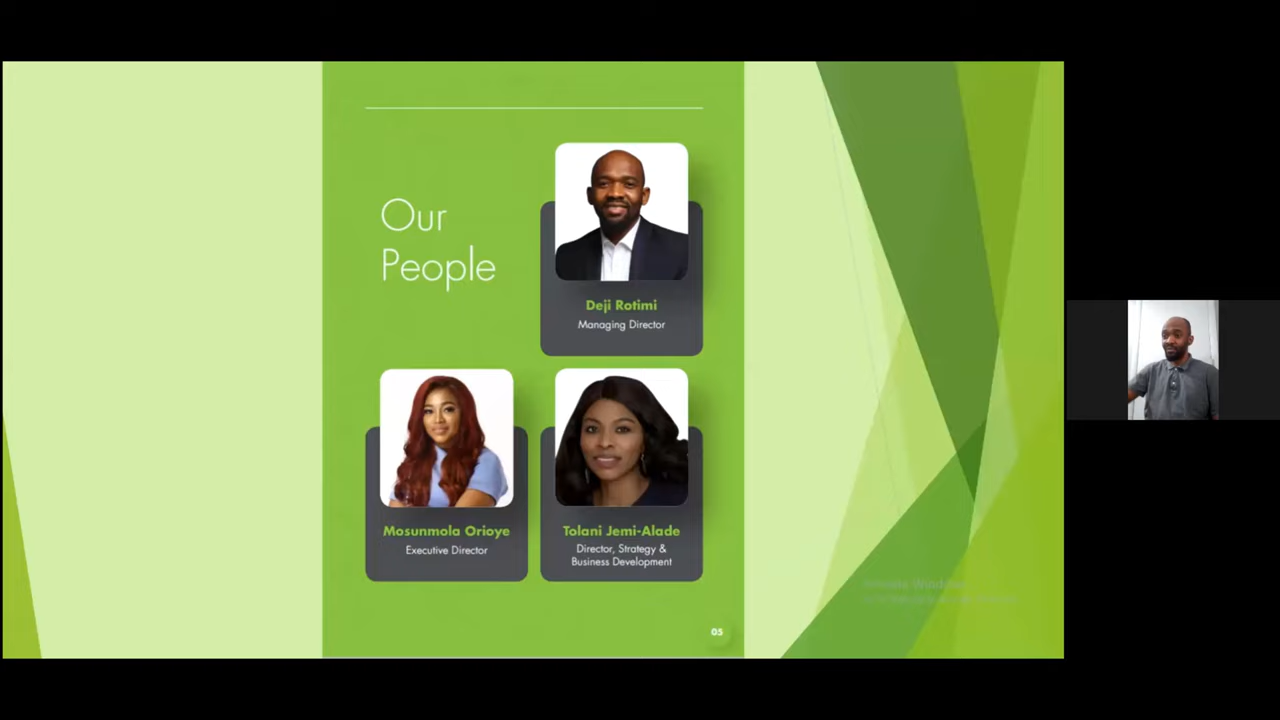 Our
People
Deji Rotimi
Managing Director
Mosunmola Orioye
Executive Director
Tolani Jemi-Alade
Director, Strategy &
Business Development
05